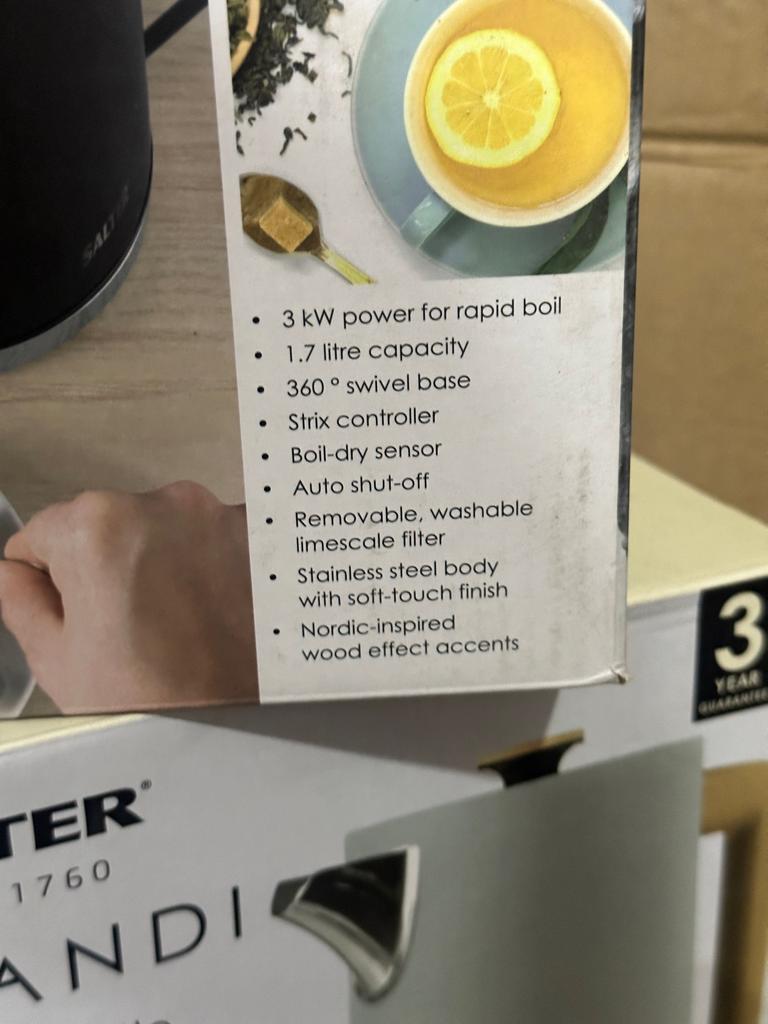 SALTER
• 3 kW power for rapid boil
• 1.7 litre capacity
• 360 ° swivel base
• Strix controller
• Boil-dry sensor
• Auto shut-off
• Removable, washable
limescale filter
• Stainless steel body
with soft-touch finish
• Nordic-inspired
wood effect accents
3
YEAR
GUARANTEE
TER®
1760
ANDI